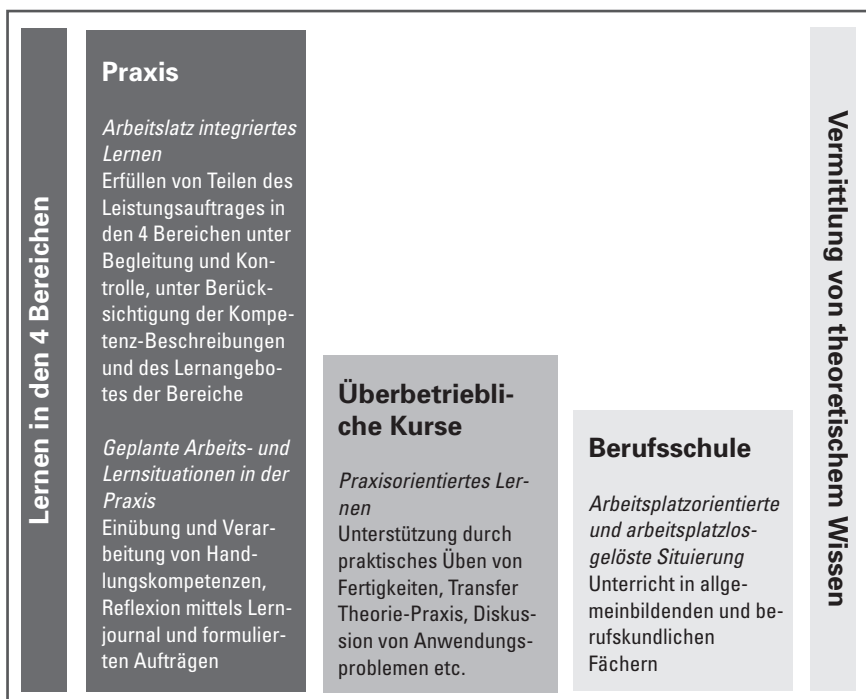 Lernen in den 4 Bereichen
Praxis
Arbeitslatz integriertes
Lernen
Erfüllen von Teilen des
Leistungsauftrages in
den 4 Bereichen unter
Begleitung und Kon-
trolle, unter Berück-
sichtigung der Kompe-
tenz-Beschreibungen
und des Lernangebo-
tes der Bereiche
Geplante Arbeits- und
Lernsituationen in der
Praxis
Einübung und Verar-
beitung von Hand-
lungskompetenzen,
Reflexion mittels Lern-
journal und formulier-
ten Aufträgen
Überbetriebli-
che Kurse
Praxisorientiertes Ler-
nen
Unterstützung durch
praktisches Üben von
Fertigkeiten, Transfer
Theorie-Praxis, Diskus-
sion von Anwendungs-
problemen etc.
Berufsschule
Arbeitsplatzorientierte
und arbeitsplatzlos-
gelöste Situierung
Unterricht in allge-
meinbildenden und be-
rufskundlichen
Fächern
Vermittlung von theoretischem Wissen